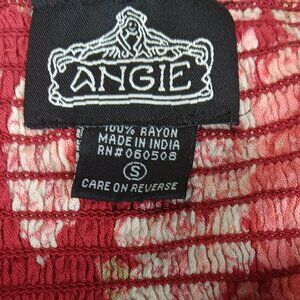 ANGIE
100% RAYON
MADE IN INDIA
RN#060508
S
CARE ON REVERSE